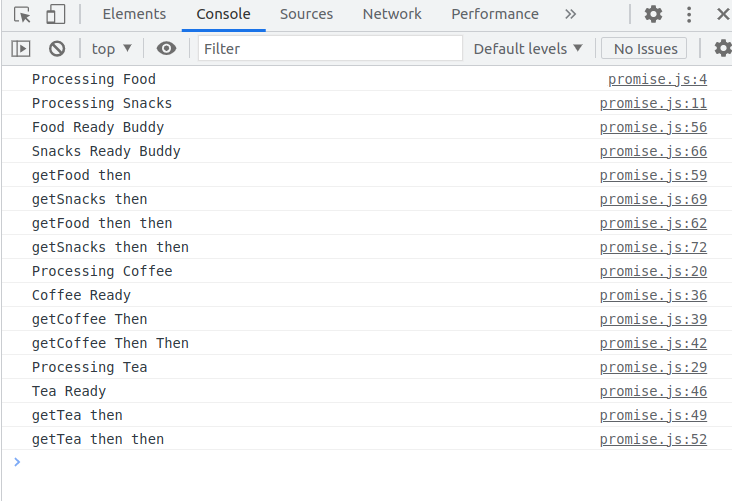 Elements Console Sources Network Performance »
top ▼ Filter Default levels ▼ No Issues
Processing Food promise.js:4
Processing Snacks promise.js:11
Food Ready Buddy promise.js:56
Snacks Ready Buddy promise.js:66
getFood then promise.js:59
getSnacks then promise.js:69
getFood then then promise.js:62
getSnacks then then promise.js:72
Processing Coffee promise.js:20
Coffee Ready promise.js:36
getCoffee Then promise.js:39
getCoffee Then Then promise.js:42
Processing Tea promise.js:29
Tea Ready promise.js:46
getTea then promise.js:49
getTea then then promise.js:52